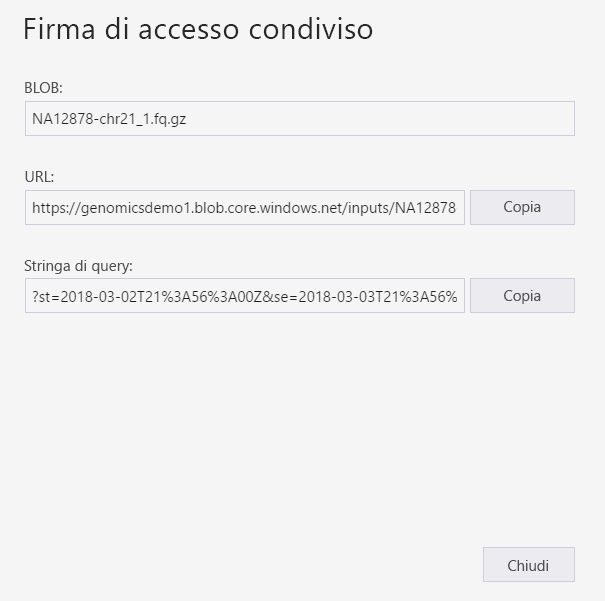 Firma di accesso condiviso
BLOB:
NA12878-chr21_1.fq.gz
URL:
https://genomicsdemo1.blob.core.windows.net/inputs/NA12878
Copia
Stringa di query:
?st=2018-03-02T21%3A56%3A00Z&se=2018-03-03T21%3A56%
Copia
Chiudi